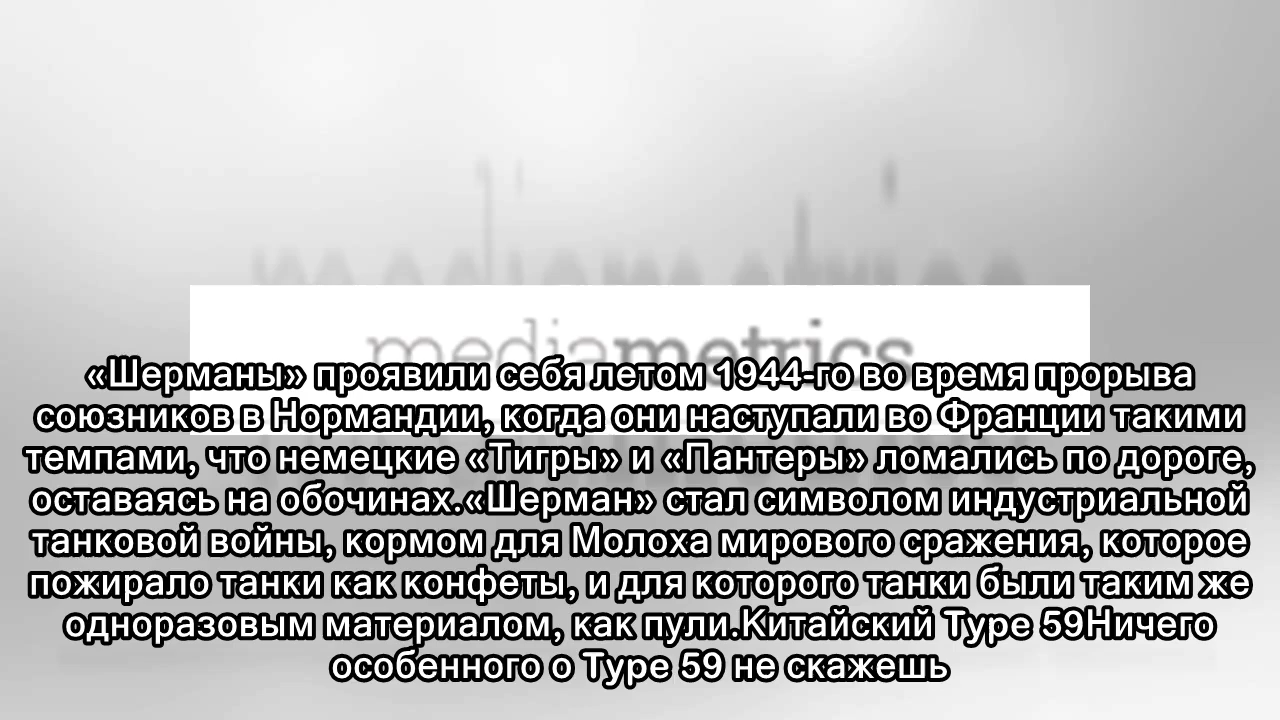 mediametrics
«Шерманы» проявили себя летом 1944-го во время прорыва
союзников в Нормандии, когда они наступали во Франции такими
темпами, что немецкие «Тигры» и «Пантеры» ломались по дороге,
оставаясь на обочинах.«Шерман» стал символом индустриальной
танковой войны, кормом для Молоха мирового сражения, которое
пожирало танки как конфеты, и для которого танки были таким же
одноразовым материалом, как пули.Китайский Type 59Ничего
особенного о Type 59 не скажешь